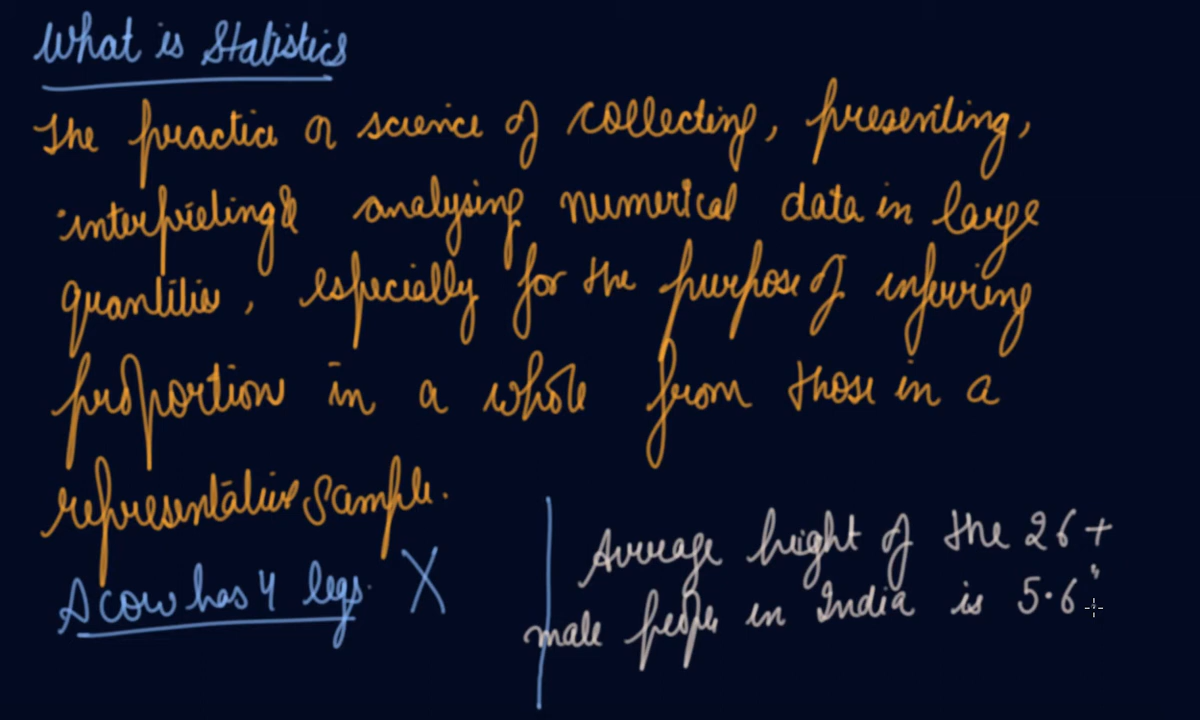 What is Statistics
The practice or science of collecting, presenting,
interpreting & analysing numerical data in large
quantities, especially for the purpose of inferring
proportion in a whole from those in a
representative sample.
A cow has 4 legs. X
Average height of the 26+
male people in India is 5.6"